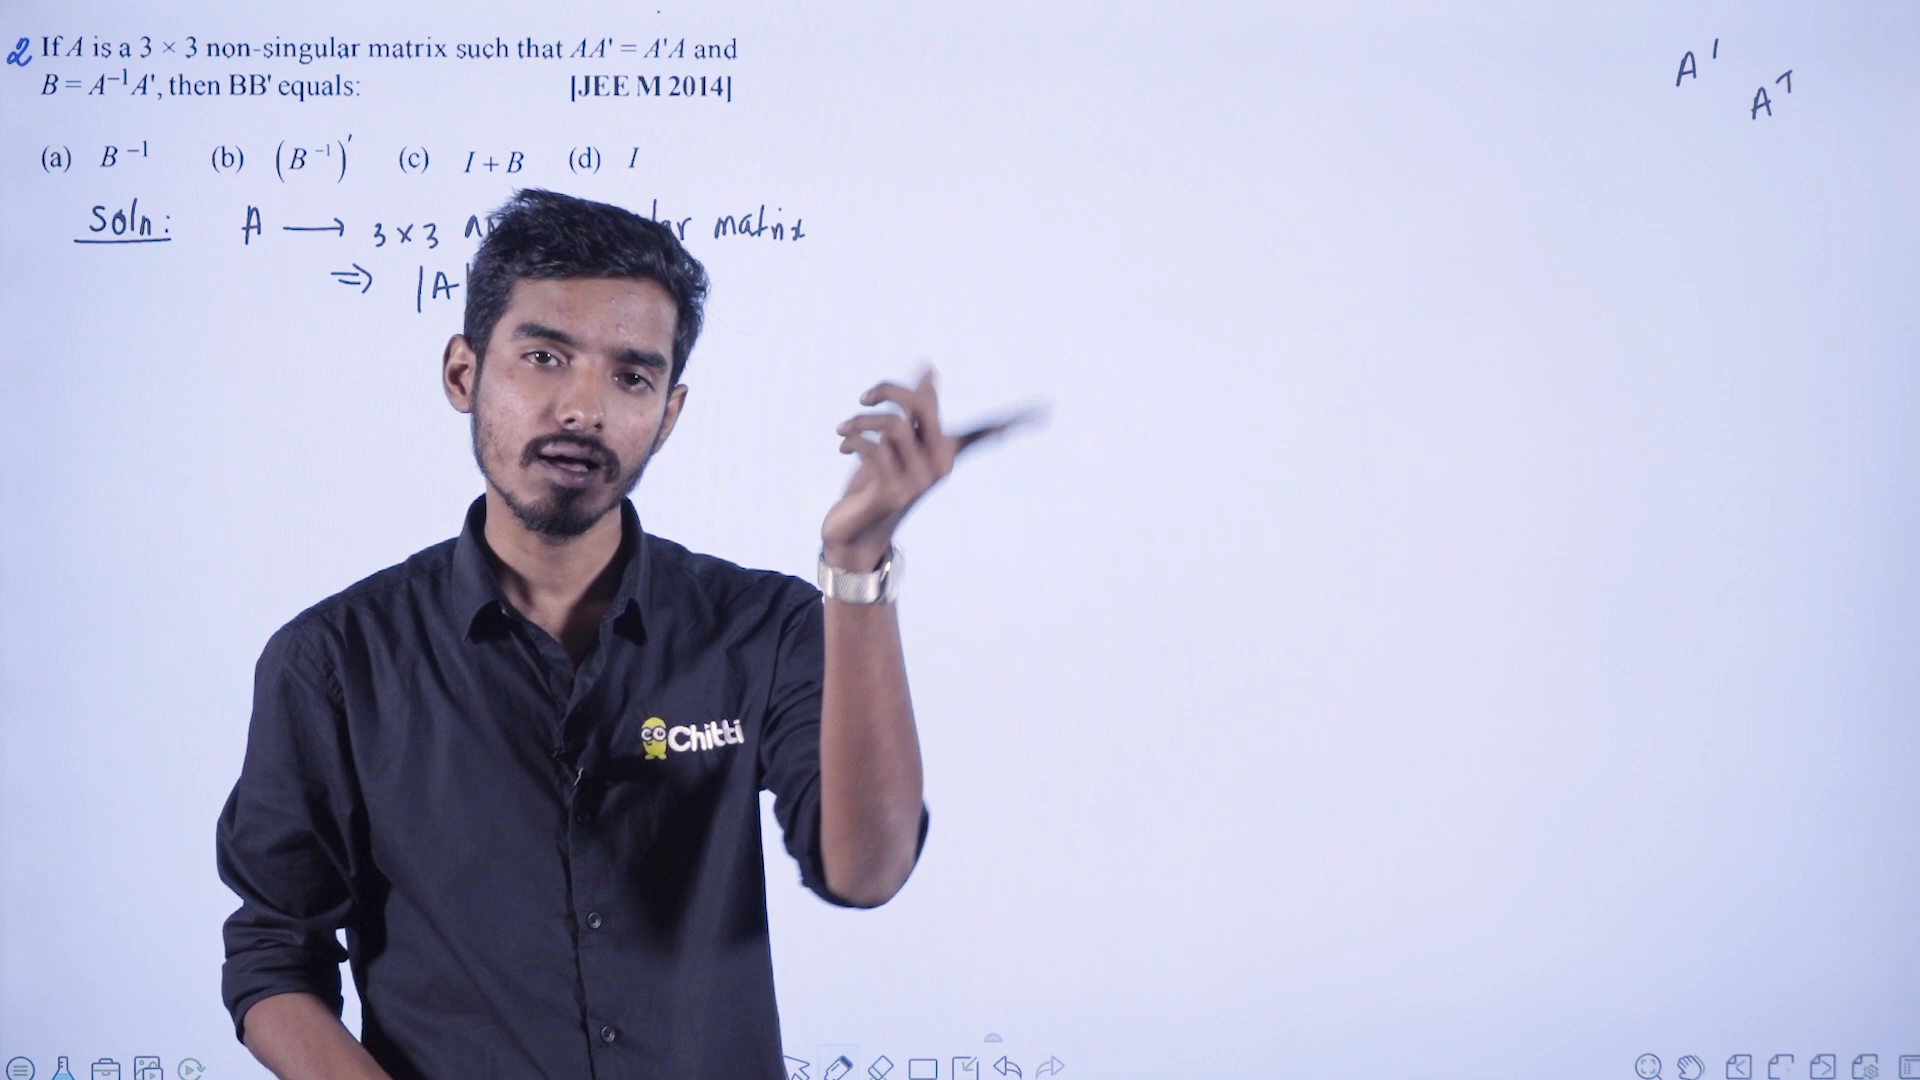 2 If A is a 3 × 3 non-singular matrix such that AA' = A'A and
B = A⁻¹A', then BB' equals: [JEE M 2014]
(a) B⁻¹ (b) (B⁻¹)' (c) I + B (d) I
Soln: A → 3×3 matrix
⇒ |A|
A'
Aᵀ
Chitti